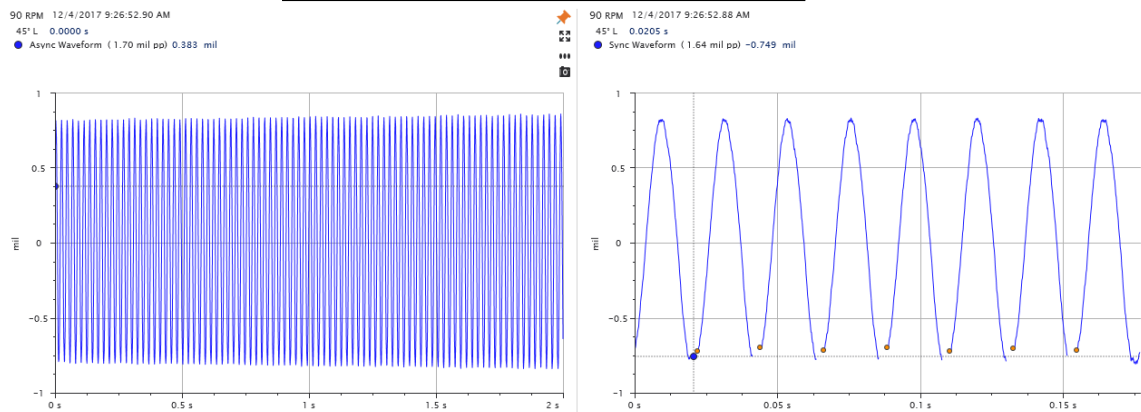 90 RPM 12/4/2017 9:26:52.90 AM
45° L 0.0000 s
Async Waveform ( 1.70 mil pp) 0.383 mil
1
0.5
0
-0.5
-1
mil
0 s 0.5 s 1 s 1.5 s 2 s
90 RPM 12/4/2017 9:26:52.88 AM
45° L 0.0205 s
Sync Waveform ( 1.64 mil pp) -0.749 mil
1
0.5
0
-0.5
-1
mil
0 s 0.05 s 0.1 s 0.15 s